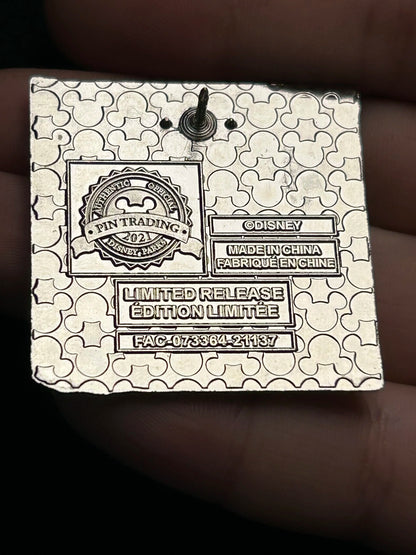 AUTHENTIC OFFICIAL
PIN TRADING
202
DISNEY PARKS
©DISNEY
MADE IN CHINA
FABRIQUÉ EN CHINE
LIMITED RELEASE
ÉDITION LIMITÉE
FAC-073364-21137